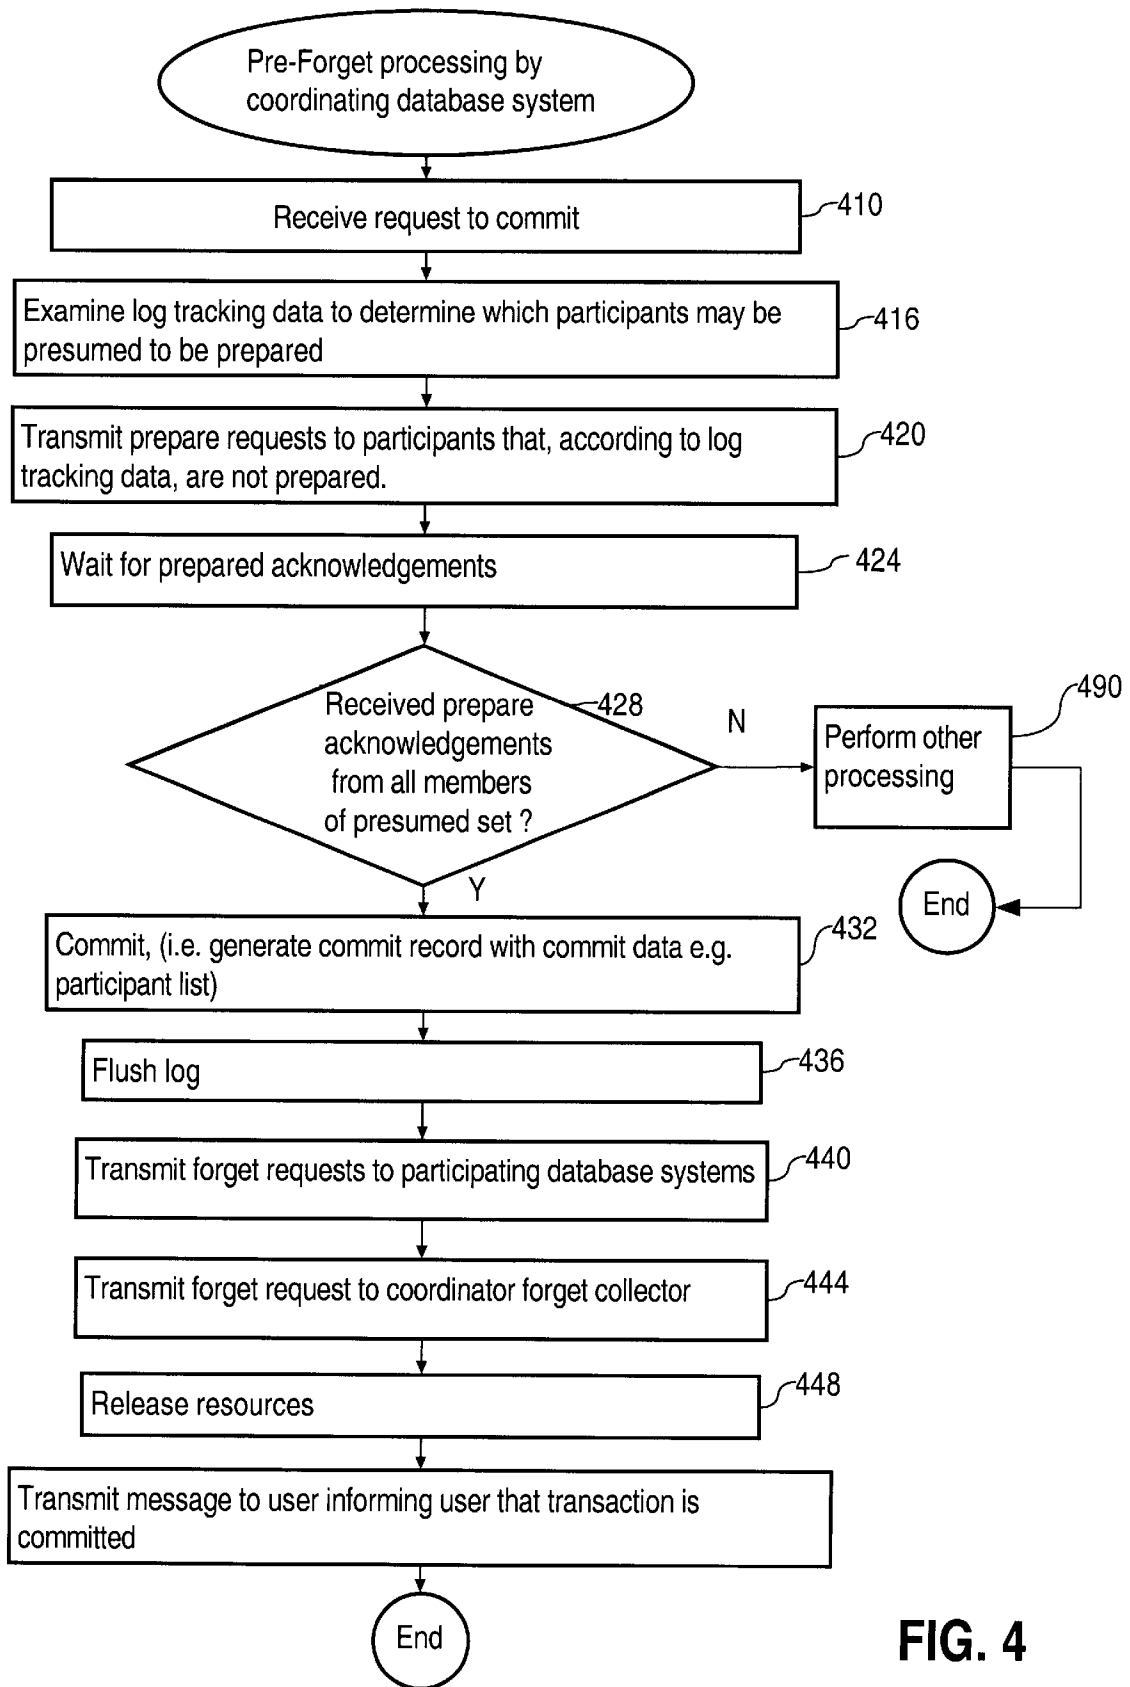 Pre-Forget processing by
coordinating database system
Receive request to commit
410
Examine log tracking data to determine which participants may be
presumed to be prepared
416
Transmit prepare requests to participants that, according to log
tracking data, are not prepared.
420
Wait for prepared acknowledgements
424
Received prepare
acknowledgements
from all members
of presumed set ?
428
N
Perform other
processing
490
End
Y
Commit, (i.e. generate commit record with commit data e.g.
participant list)
432
Flush log
436
Transmit forget requests to participating database systems
440
Transmit forget request to coordinator forget collector
444
Release resources
448
Transmit message to user informing user that transaction is
committed
End
FIG. 4